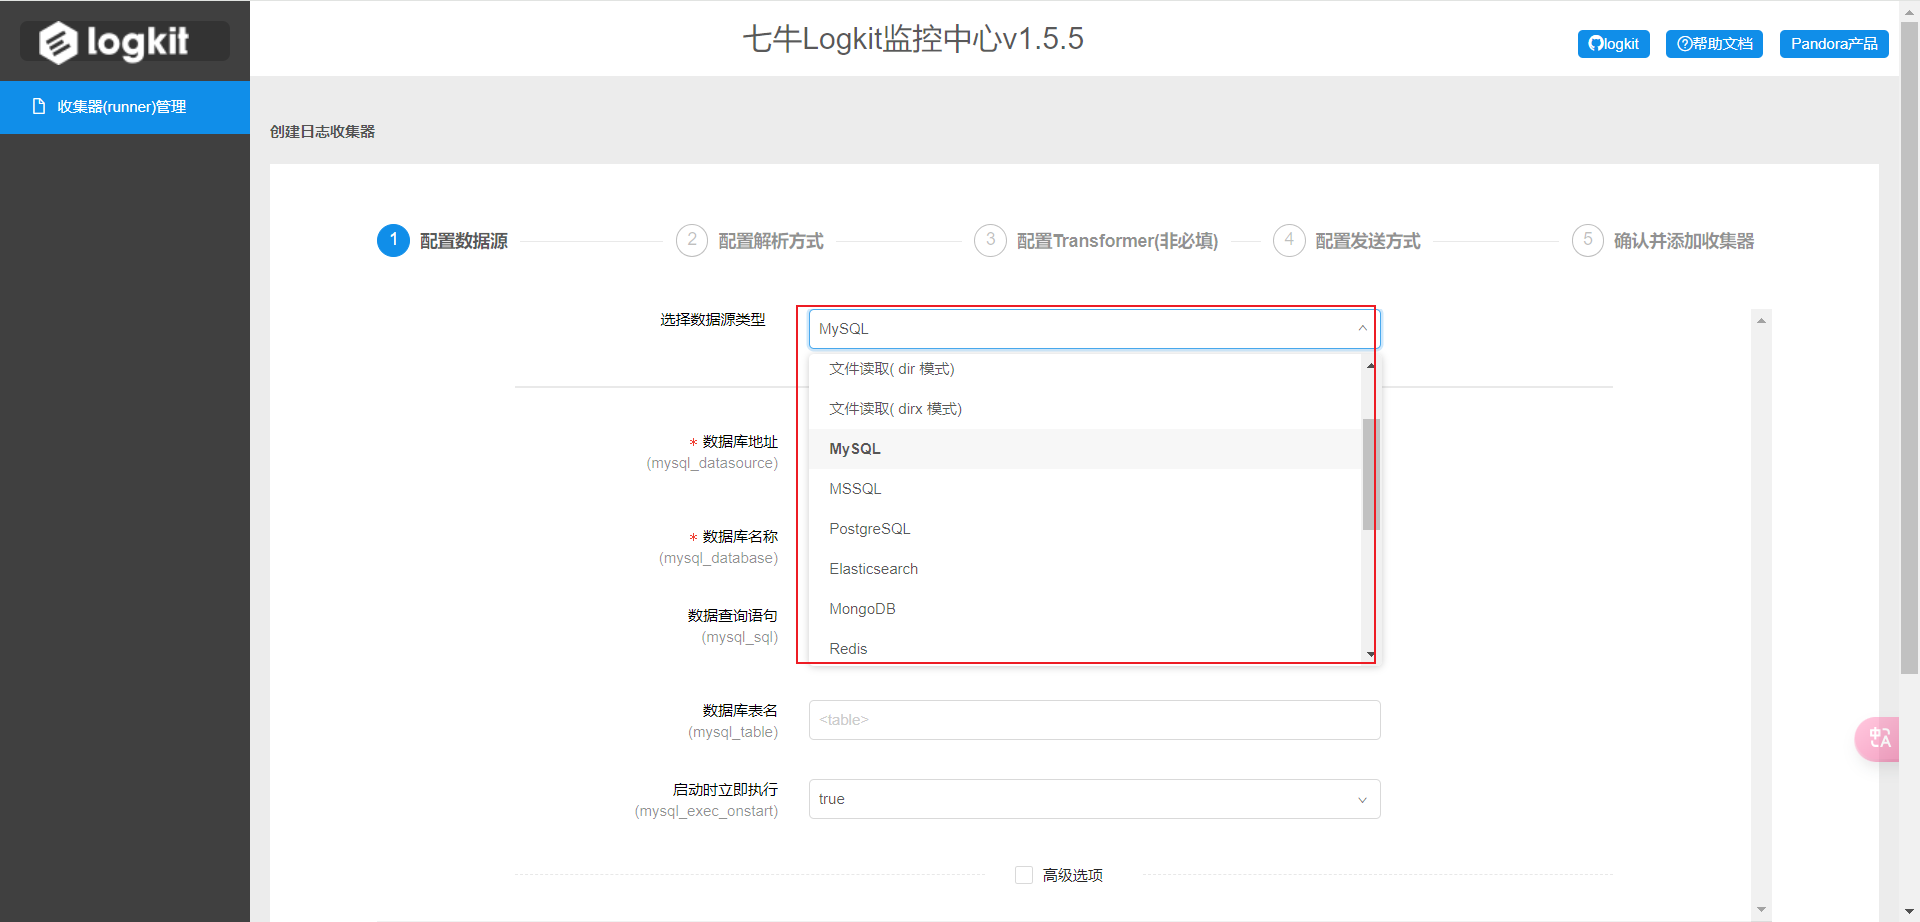 logkit
七牛Logkit监控中心v1.5.5
logkit
帮助文档
Pandora产品
收集器(runner)管理
创建日志收集器
1 配置数据源
2 配置解析方式
3 配置Transformer(非必填)
4 配置发送方式
5 确认并添加收集器
选择数据源类型
MySQL
文件读取( dir 模式)
文件读取( dirx 模式)
MySQL
MSSQL
PostgreSQL
Elasticsearch
MongoDB
Redis
* 数据库地址
(mysql_datasource)
* 数据库名称
(mysql_database)
数据查询语句
(mysql_sql)
数据库表名
(mysql_table)
<table>
启动时立即执行
(mysql_exec_onstart)
true
高级选项
中A